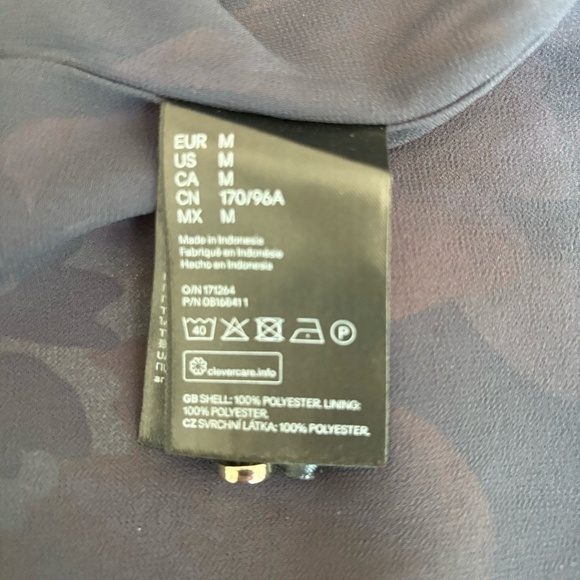 EUR M
US M
CA M
CN 170/96A
MX M
Made in Indonesia
Fabriqué en Indonésie
Hecho en Indonesia
O/N 171264
P/N 0816841 1
40 P
clevercare.info
GB SHELL: 100% POLYESTER. LINING:
100% POLYESTER.
CZ SVRCHNÍ LÁTKA: 100% POLYESTER,